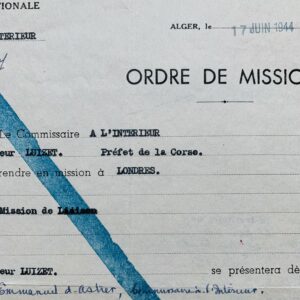 TIONALE
TERIEUR
ALGER, le 17 JUIN 1944
ORDRE DE MISSIO
Le Commissaire A L'INTERIEUR
eur LUIZET. Préfet de la Corse.
rendre en mission à LONDRES.
Mission de Liaison
eur LUIZET. se présentera dè
Emmanuel d'Astier, Commissaire à l'Intérieur.